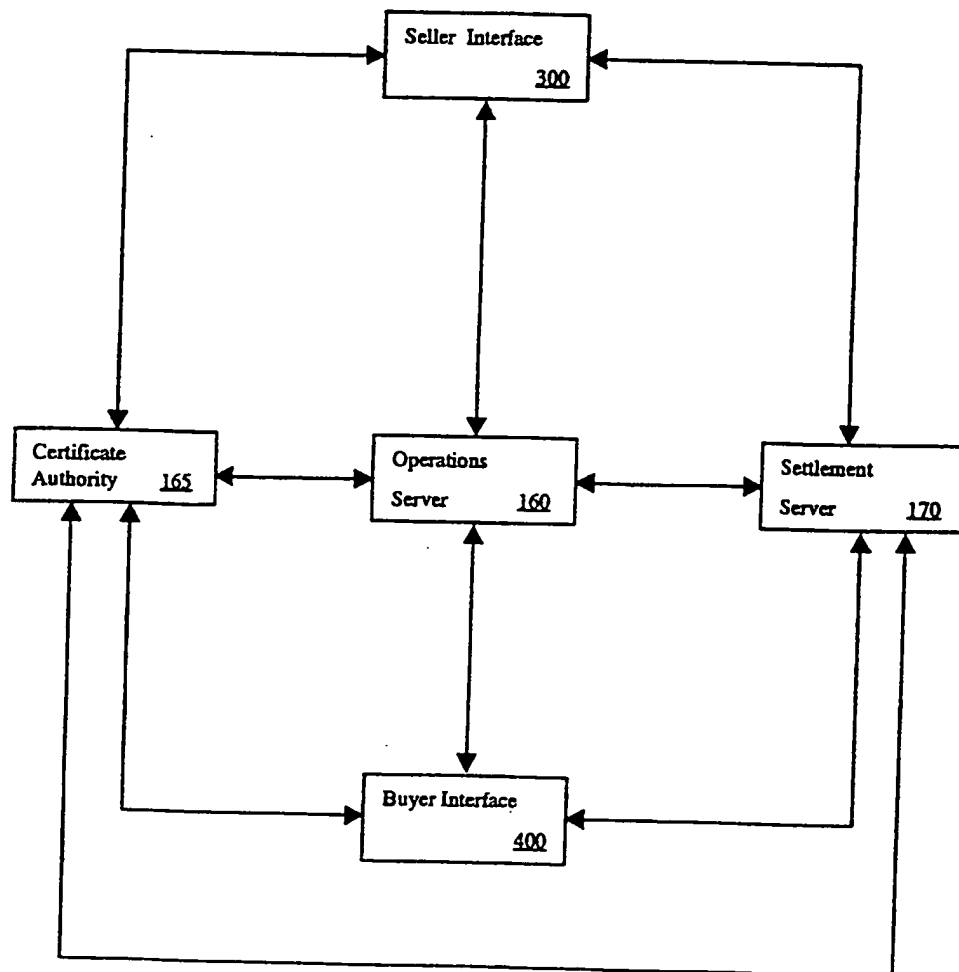 Seller Interface
300
Certificate
Authority 165
Operations
Server 160
Settlement
Server 170
Buyer Interface
400